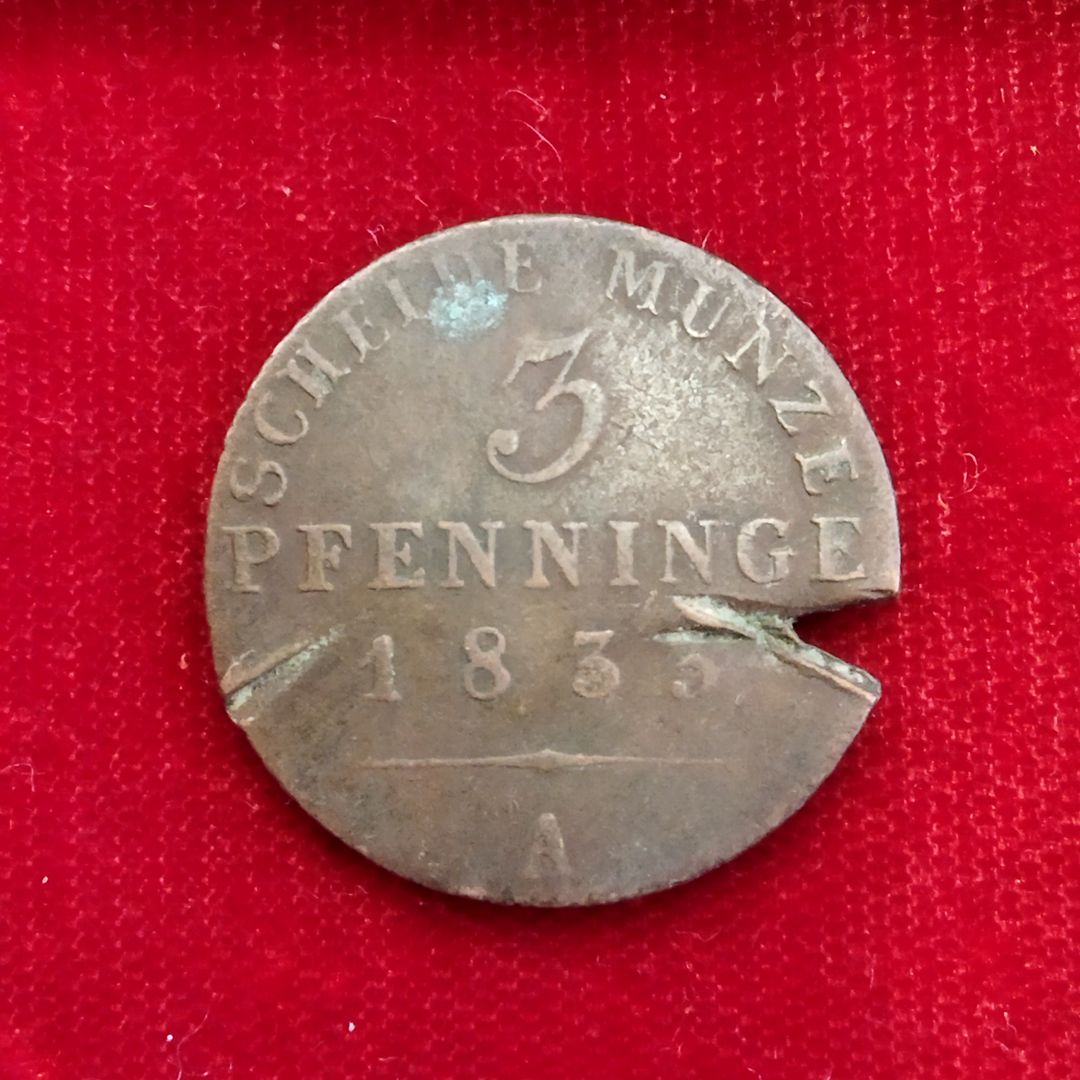 SCHEIDE MUNZE
3
PFENNINGE
A